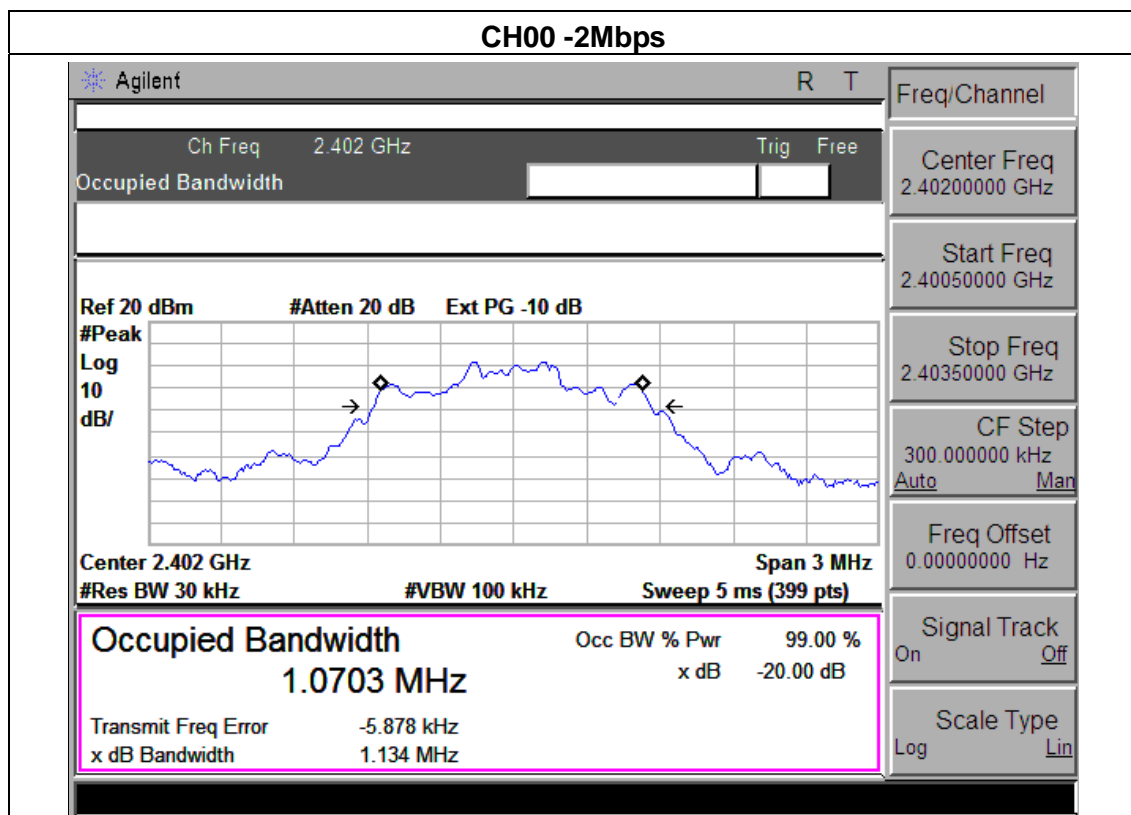 CH00 -2Mbps
Agilent R T
Ch Freq 2.402 GHz Trig Free
Occupied Bandwidth
Ref 20 dBm #Atten 20 dB Ext PG -10 dB
#Peak
Log
10
dB/
Center 2.402 GHz Span 3 MHz
#Res BW 30 kHz #VBW 100 kHz Sweep 5 ms (399 pts)
Occupied Bandwidth Occ BW % Pwr 99.00 %
1.0703 MHz x dB -20.00 dB
Transmit Freq Error -5.878 kHz
x dB Bandwidth 1.134 MHz
Freq/Channel
Center Freq
2.40200000 GHz
Start Freq
2.40050000 GHz
Stop Freq
2.40350000 GHz
CF Step
300.000000 kHz
Auto Man
Freq Offset
0.00000000 Hz
Signal Track
On Off
Scale Type
Log Lin